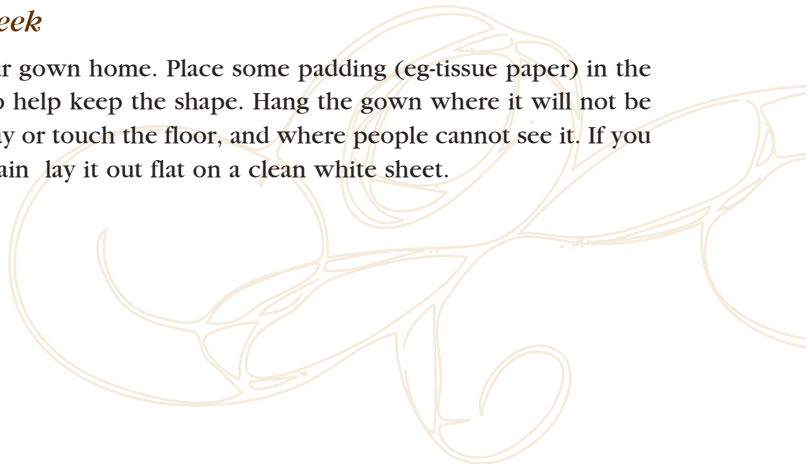 eek
r gown home. Place some padding (eg-tissue paper) in the
o help keep the shape. Hang the gown where it will not be
y or touch the floor, and where people cannot see it. If you
ain  lay it out flat on a clean white sheet.